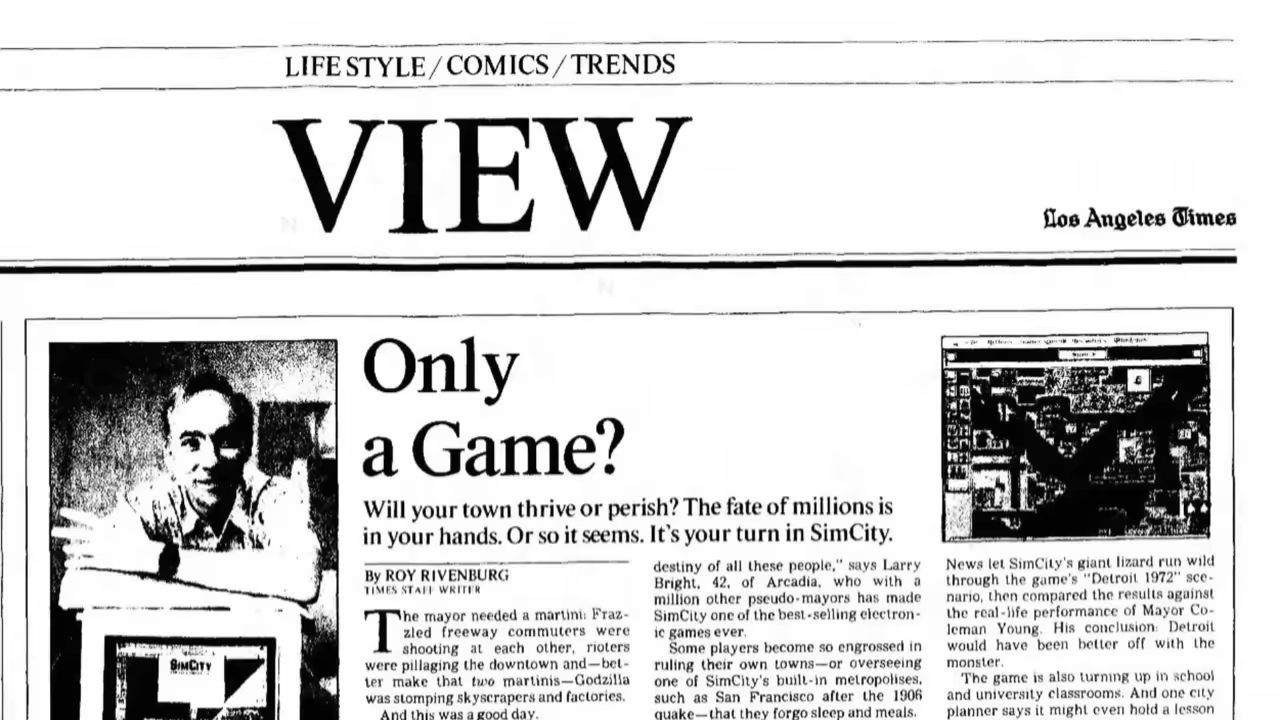 LIFE STYLE / COMICS / TRENDS
VIEW
Los Angeles Times
Only
a Game?
Will your town thrive or perish? The fate of millions is
in your hands. Or so it seems. It's your turn in SimCity.
By ROY RIVENBURG
TIMES STAFF WRITER
The mayor needed a martini: Fraz-
zled freeway commuters were
shooting at each other, rioters
were pillaging the downtown and—bet-
ter make that two martinis—Godzilla
was stomping skyscrapers and factories.
And this was a good day.
destiny of all these people," says Larry
Bright, 42, of Arcadia, who with a
million other pseudo-mayors has made
SimCity one of the best-selling electron-
ic games ever.
Some players become so engrossed in
ruling their own towns—or overseeing
one of SimCity's built-in metropolises,
such as San Francisco after the 1906
quake—that they forgo sleep and meals.
News let SimCity's giant lizard run wild
through the game's "Detroit 1972" sce-
nario, then compared the results against
the real-life performance of Mayor Co-
leman Young. His conclusion: Detroit
would have been better off with the
monster.
The game is also turning up in school
and university classrooms. And one city
planner says it might even hold a lesson
SIMCITY